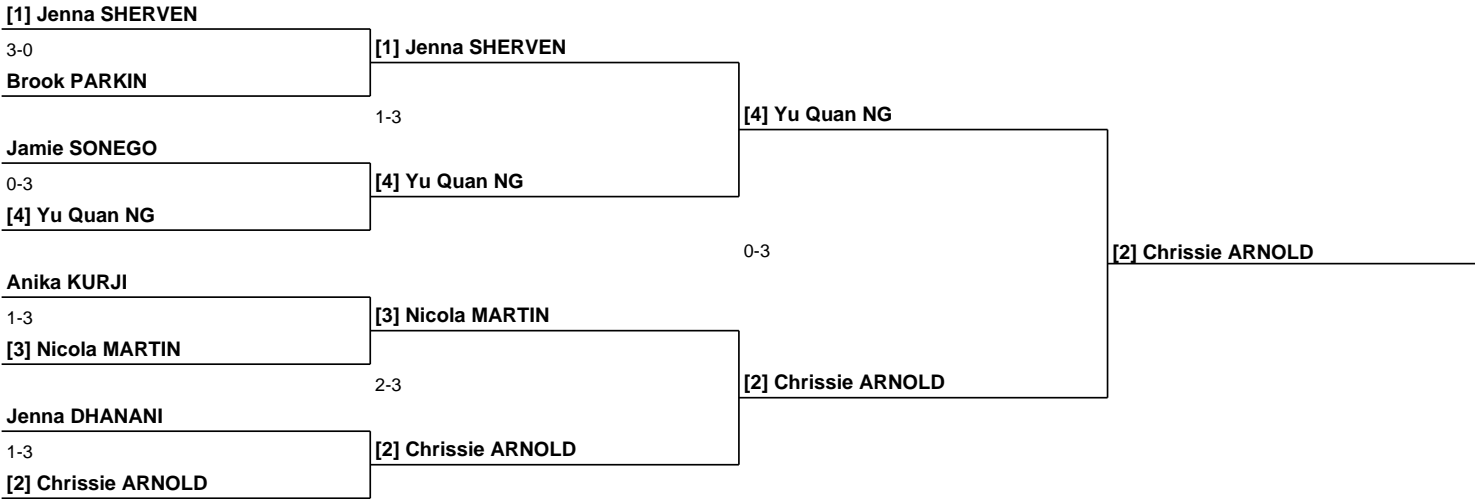 [1] Jenna SHERVEN
3-0
[1] Jenna SHERVEN
Brook PARKIN
1-3
[4] Yu Quan NG
Jamie SONEGO
0-3
[4] Yu Quan NG
[4] Yu Quan NG
0-3
[2] Chrissie ARNOLD
Anika KURJI
1-3
[3] Nicola MARTIN
[3] Nicola MARTIN
2-3
[2] Chrissie ARNOLD
Jenna DHANANI
1-3
[2] Chrissie ARNOLD
[2] Chrissie ARNOLD